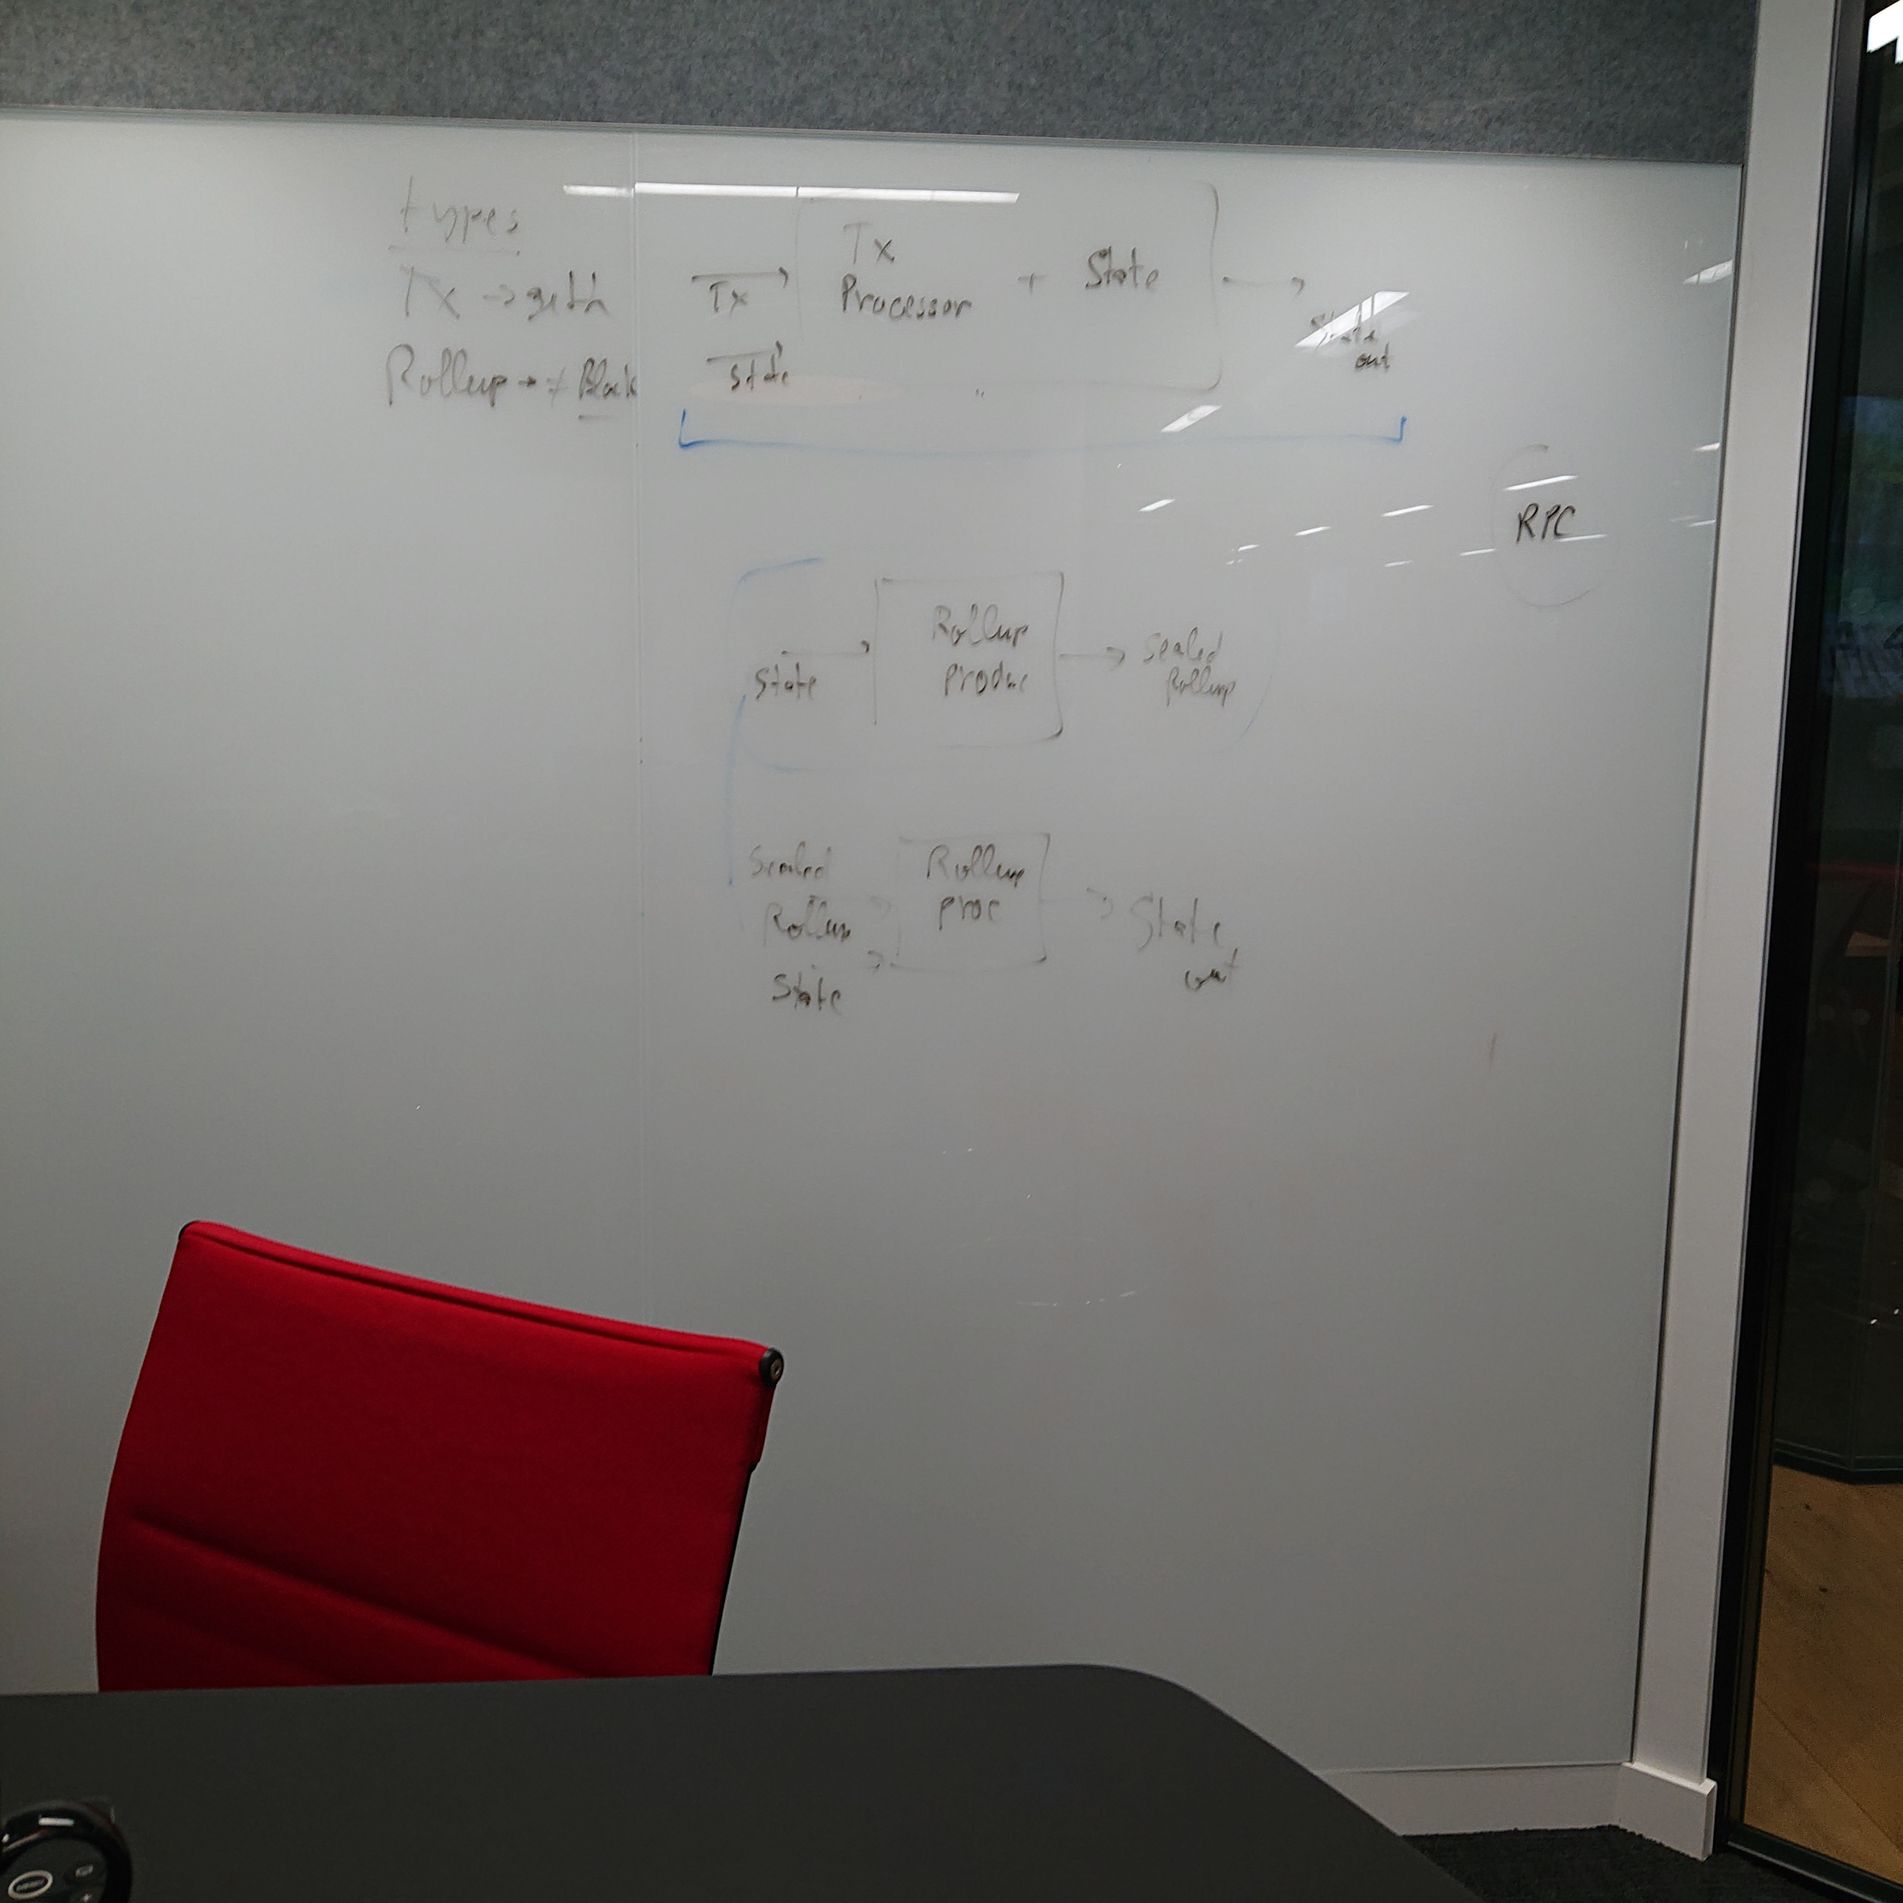 types
Tx → geth
Rollup → ≠ Block
Tx
State
Tx
Processor + State
State
out
RPC
State
Rollup
Produc
Sealed
Rollup
Sealed
Rollup
State
Rollup
proc
State
out